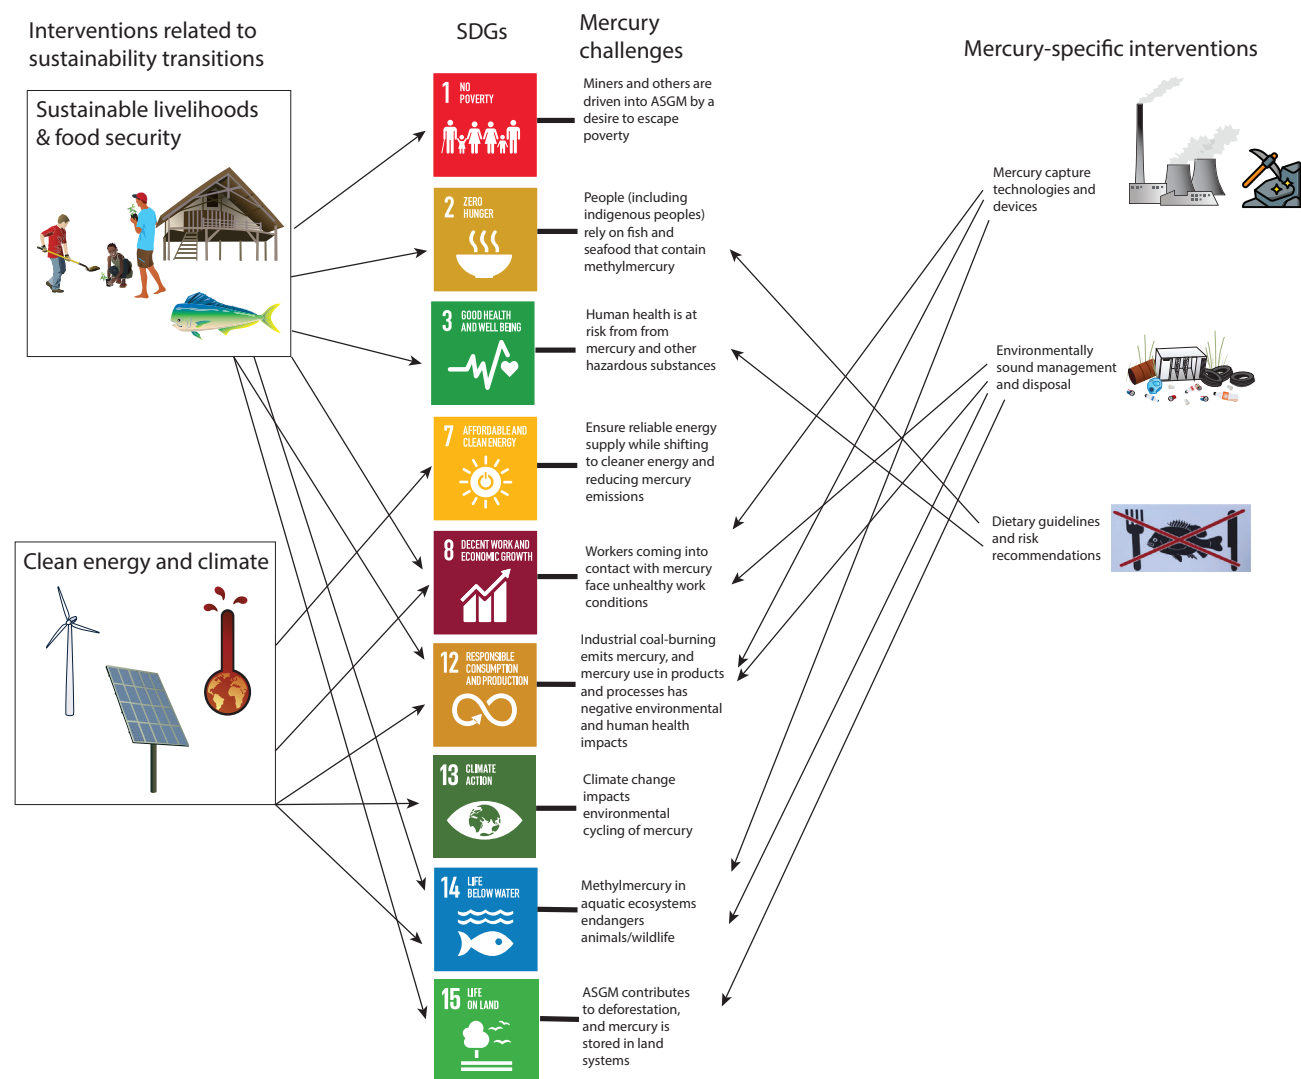 Interventions related to
sustainability transitions
Sustainable livelihoods
& food security
Clean energy and climate
SDGs
1 NO
POVERTY
2 ZERO
HUNGER
3 GOOD HEALTH
AND WELL BEING
7 AFFORDABLE AND
CLEAN ENERGY
8 DECENT WORK AND
ECONOMIC GROWTH
12 RESPONSIBLE
CONSUMPTION
AND PRODUCTION
13 CLIMATE
ACTION
14 LIFE
BELOW WATER
15 LIFE
ON LAND
Mercury
challenges
Miners and others are
driven into ASGM by a
desire to escape
poverty
People (including
indigenous peoples)
rely on fish and
seafood that contain
methylmercury
Human health is at
risk from from
mercury and other
hazardous substances
Ensure reliable energy
supply while shifting
to cleaner energy and
reducing mercury
emissions
Workers coming into
contact with mercury
face unhealthy work
conditions
Industrial coal-burning
emits mercury, and
mercury use in products
and processes has
negative environmental
and human health
impacts
Climate change
impacts
environmental
cycling of mercury
Methylmercury in
aquatic ecosystems
endangers
animals/wildlife
ASGM contributes
to deforestation,
and mercury is
stored in land
systems
Mercury-specific interventions
Mercury capture
technologies and
devices
Environmentally
sound management
and disposal
Dietary guidelines
and risk
recommendations